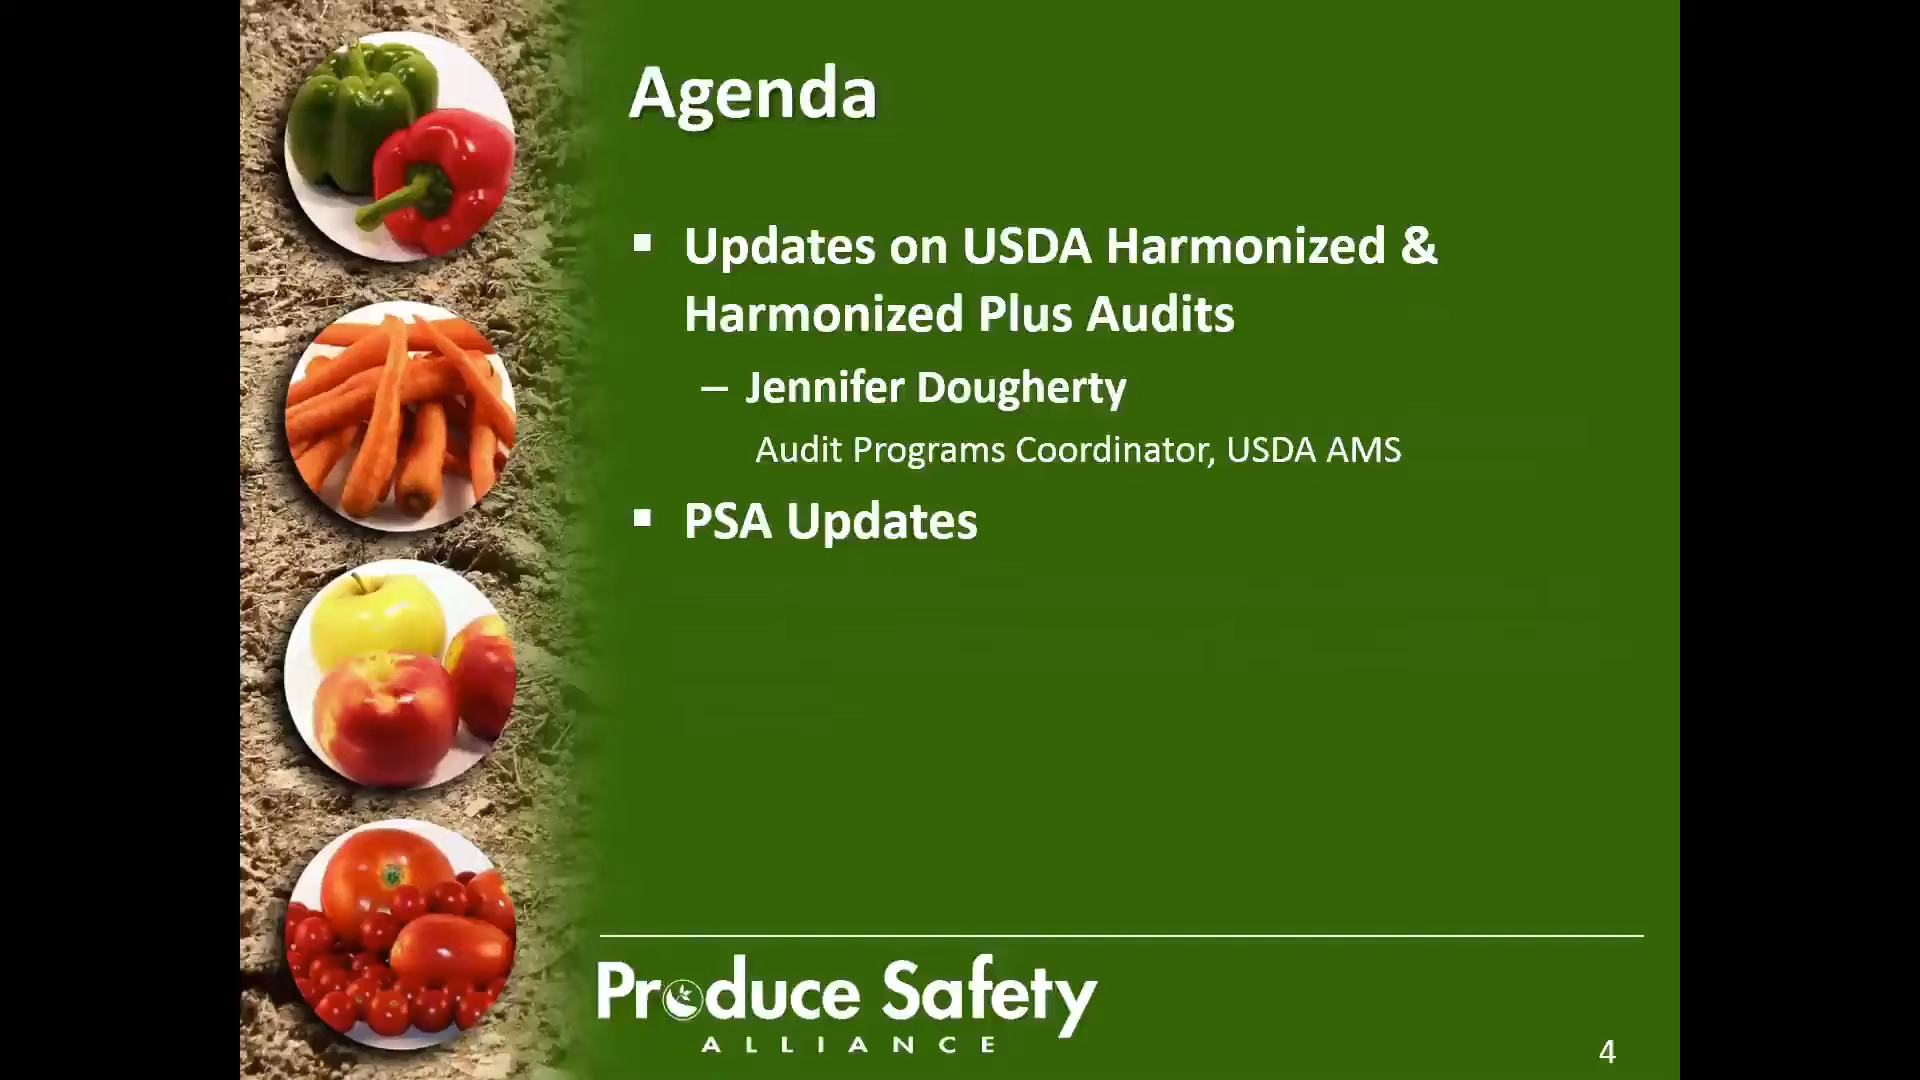 Agenda
▪ Updates on USDA Harmonized &
Harmonized Plus Audits
– Jennifer Dougherty
Audit Programs Coordinator, USDA AMS
▪ PSA Updates
Produce Safety
ALLIANCE
4